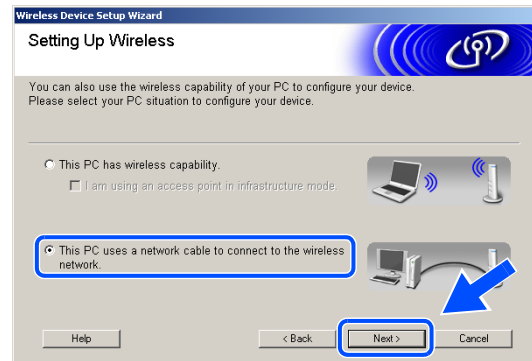 Wireless Device Setup Wizard
Setting Up Wireless
You can also use the wireless capability of your PC to configure your device.
Please select your PC situation to configure your device.
This PC has wireless capability.
I am using an access point in infrastructure mode.
This PC uses a network cable to connect to the wireless
network.
Help
< Back
Next >
Cancel